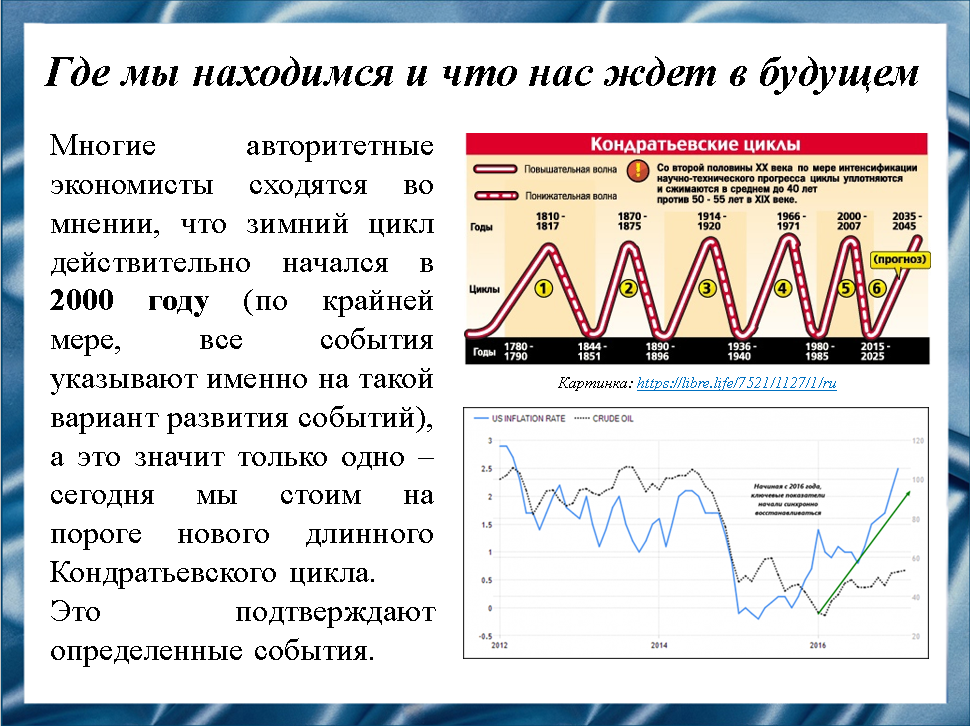 Где мы находимся и что нас ждет в будущем
Многие авторитетные
экономисты сходятся во
мнении, что зимний цикл
действительно начался в
2000 году (по крайней
мере, все события
указывают именно на такой
вариант развития событий),
а это значит только одно –
сегодня мы стоим на
пороге нового длинного
Кондратьевского цикла.
Это подтверждают
определенные события.
Кондратьевские циклы
Повышательная волна
Понижательная волна
!
Со второй половины XX века по мере интенсификации
научно-технического прогресса циклы уплотняются
и сжимаются в среднем до 40 лет
против 50 - 55 лет в XIX веке.
Годы
1810 - 1870 - 1914 - 1966 - 2000 - 2035 -
1817 1875 1920 1971 2007 2045
(прогноз)
Циклы 1 2 3 4 5 6
Годы
1780 - 1844 - 1890 - 1936 - 1980 - 2015 -
1790 1851 1896 1940 1985 2025
Картинка: https://libre.life/7521/1127/1/ru
US INFLATION RATE CRUDE OIL
3
2.5
2
1.5
1
0.5
0
-0.5
Начиная с 2016 года,
ключевые показатели
начали синхронно
восстанавливаться
120
100
80
60
40
20
2012 2014 2016